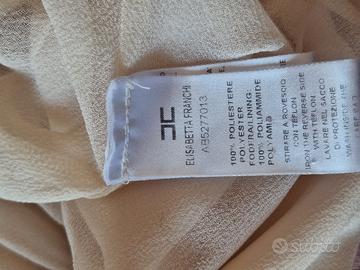 ELISABETTA FRANCHI
AB5277013
100% POLIESTERE
POLYESTER
FODERA/LINING:
100% POLIAMMIDE
POLYAMID
STIRARE A ROVESCIO
CON TEFLON
IRON THE REVERSE SIDE
WITH TEFLON
LAVARE NEL SACCO
DI PROTEZIONE
subito